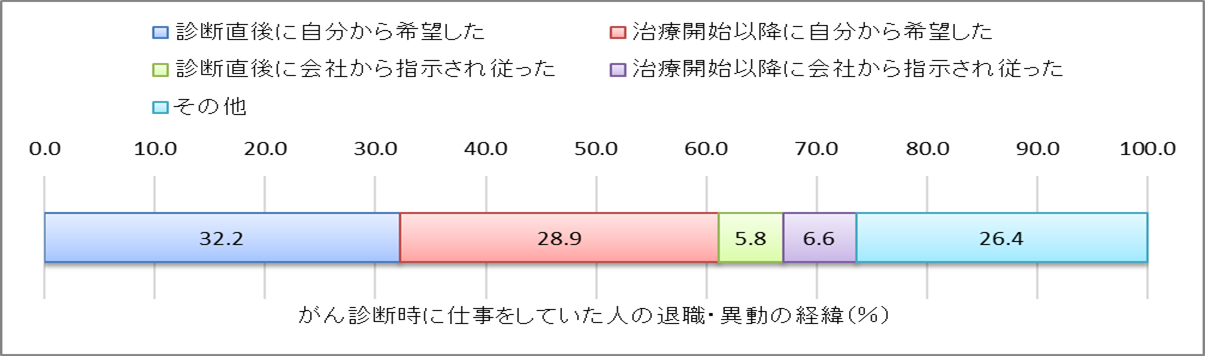 診断直後に自分から希望した 治療開始以降に自分から希望した
診断直後に会社から指示され従った 治療開始以降に会社から指示され従った
その他
0.0 10.0 20.0 30.0 40.0 50.0 60.0 70.0 80.0 90.0 100.0
32.2 28.9 5.8 6.6 26.4
がん診断時に仕事をしていた人の退職・異動の経緯(%)